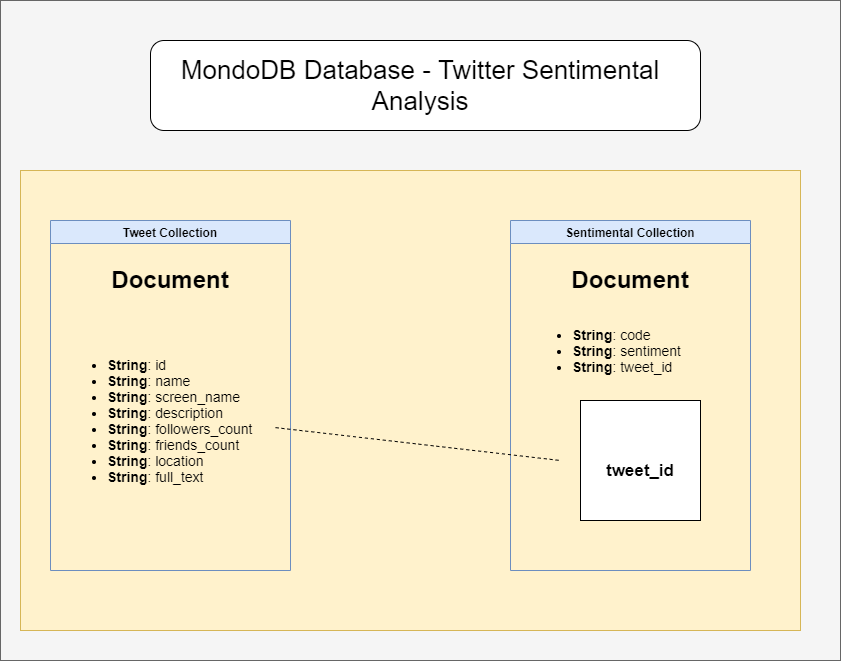 MondoDB Database - Twitter Sentimental
Analysis
Tweet Collection
Document
String: id
String: name
String: screen_name
String: description
String: followers_count
String: friends_count
String: location
String: full_text
Sentimental Collection
Document
String: code
String: sentiment
String: tweet_id
tweet_id